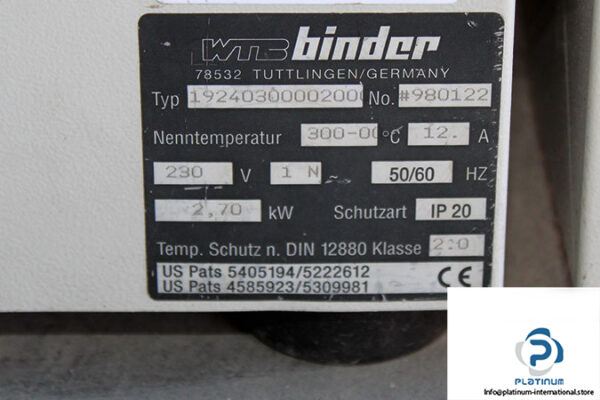 WTB binder
78532 TUTTLINGEN/GERMANY
Typ 1924030000200 No. #980122
Nenntemperatur 300-00 °C 12. A
230 V 1 N ~ 50/60 HZ
2,70 kW Schutzart IP 20
Temp. Schutz n. DIN 12880 Klasse 2.0
US Pats 5405194/5222612
US Pats 4585923/5309981
CE
PLATINUM
Info@platinum-international.store